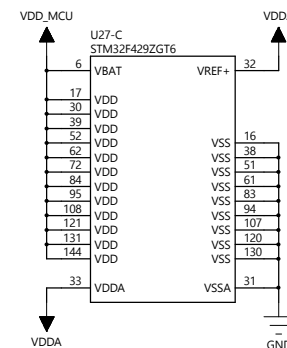 VDD_MCU
VDD
U27-C
STM32F429ZGT6
6 VBAT VREF+ 32
17 VDD
30 VDD
39 VDD
52 VDD VSS 16
62 VDD VSS 38
72 VDD VSS 51
84 VDD VSS 61
95 VDD VSS 83
108 VDD VSS 94
121 VDD VSS 107
131 VDD VSS 120
144 VDD VSS 130
33 VDDA VSSA 31
VDDA
GND